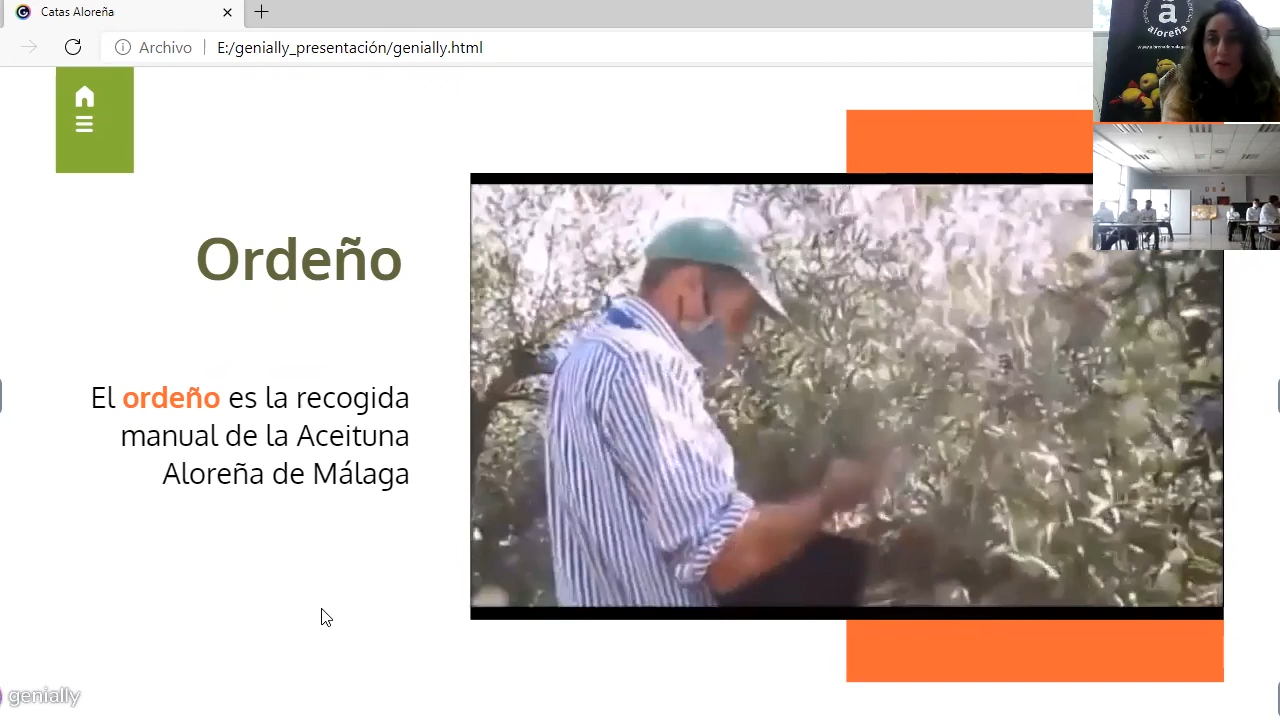 Catas Aloreña
Archivo
E:/genially_presentación/genially.html
a
aloreña
Ordeño
El ordeño es la recogida
manual de la Aceituna
Aloreña de Málaga
genially